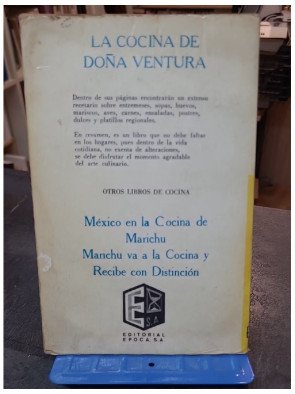 LA COCINA DE
DOÑA VENTURA
Dentro de sus páginas encontrarán un extenso
recetario sobre entremeses, sopas, huevos,
mariscos, aves, carnes, ensaladas, postres,
dulces y platillos regionales.
En resumen, es un libro que no debe faltar
en los hogares, pues dentro de la vida
cotidiana, no exenta de alteraciones,
se debe disfrutar el momento agradable
del arte culinario.
OTROS LIBROS DE COCINA
México en la Cocina de
Marichu
Marichu va a la Cocina y
Recibe con Distinción
E S.A.
EDITORIAL
EPOCA, S.A.